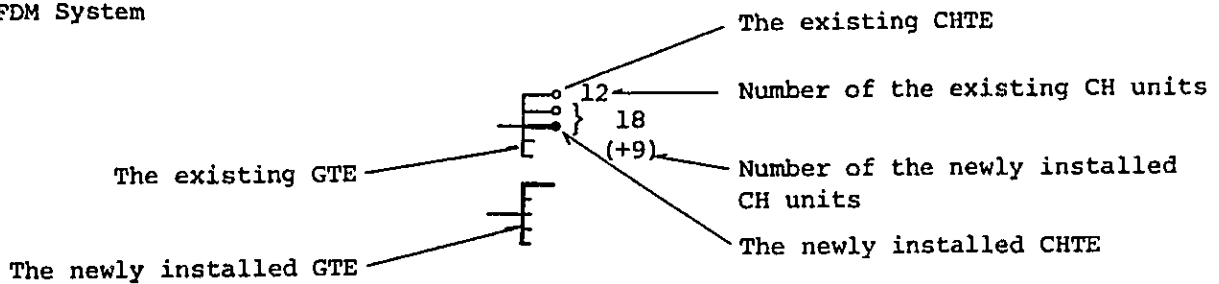 FDM System
The existing CHTE
12
Number of the existing CH units
} 18
(+9)
The existing GTE
Number of the newly installed
CH units
The newly installed CHTE
The newly installed GTE